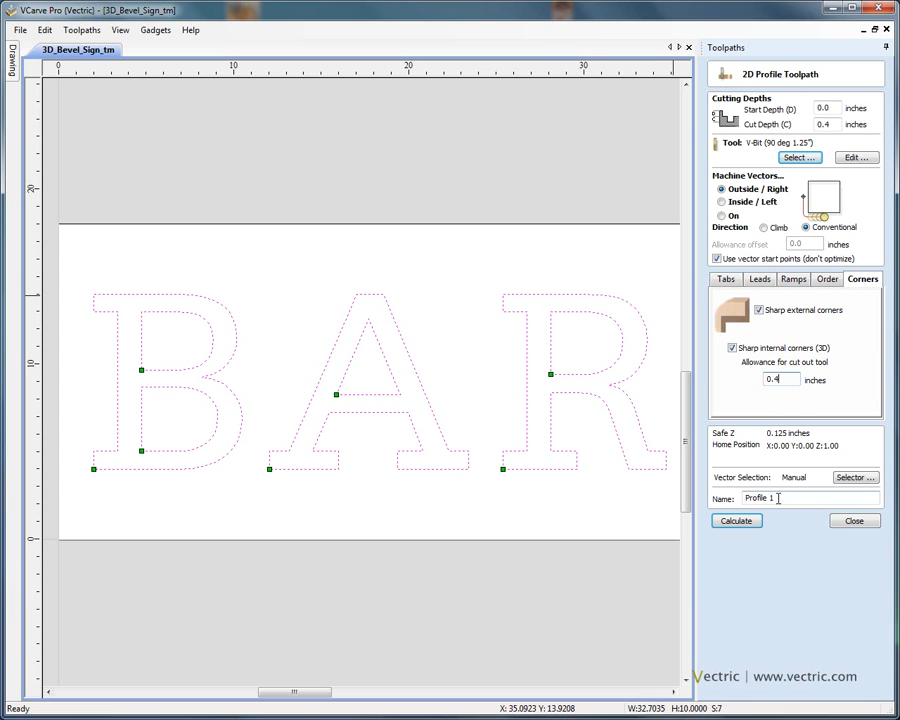 VCarve Pro [Vectric] - [3D_Bevel_Sign_tm]
File Edit Toolpaths View Gadgets Help
Drawing
3D_Bevel_Sign_tm
0 10 20 30
20
10
0
BAR
Toolpaths
2D Profile Toolpath
Cutting Depths
Start Depth (D) 0.0 inches
Cut Depth (C) 0.4 inches
Tool: V-Bit (90 deg 1.25")
Select ... Edit ...
Machine Vectors...
Outside / Right
Inside / Left
On
Direction Climb Conventional
Allowance offset 0.0 inches
Use vector start points (don't optimize)
Tabs Leads Ramps Order Corners
Sharp external corners
Sharp internal corners (3D)
Allowance for cut out tool
0.4 inches
Safe Z 0.125 inches
Home Position X:0.00 Y:0.00 Z:1.00
Vector Selection: Manual Selector ...
Name: Profile 1
Calculate Close
Vectric | www.vectric.com
Ready X: 35.0923 Y: 13.9208 W:32.7035 H:10.0000 S:7